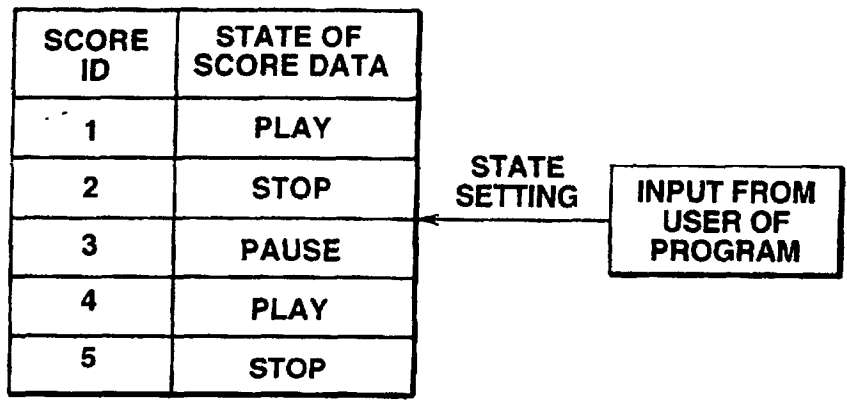 SCORE
ID
STATE OF
SCORE DATA
1
PLAY
2
STOP
3
PAUSE
4
PLAY
5
STOP
STATE
SETTING
INPUT FROM
USER OF
PROGRAM